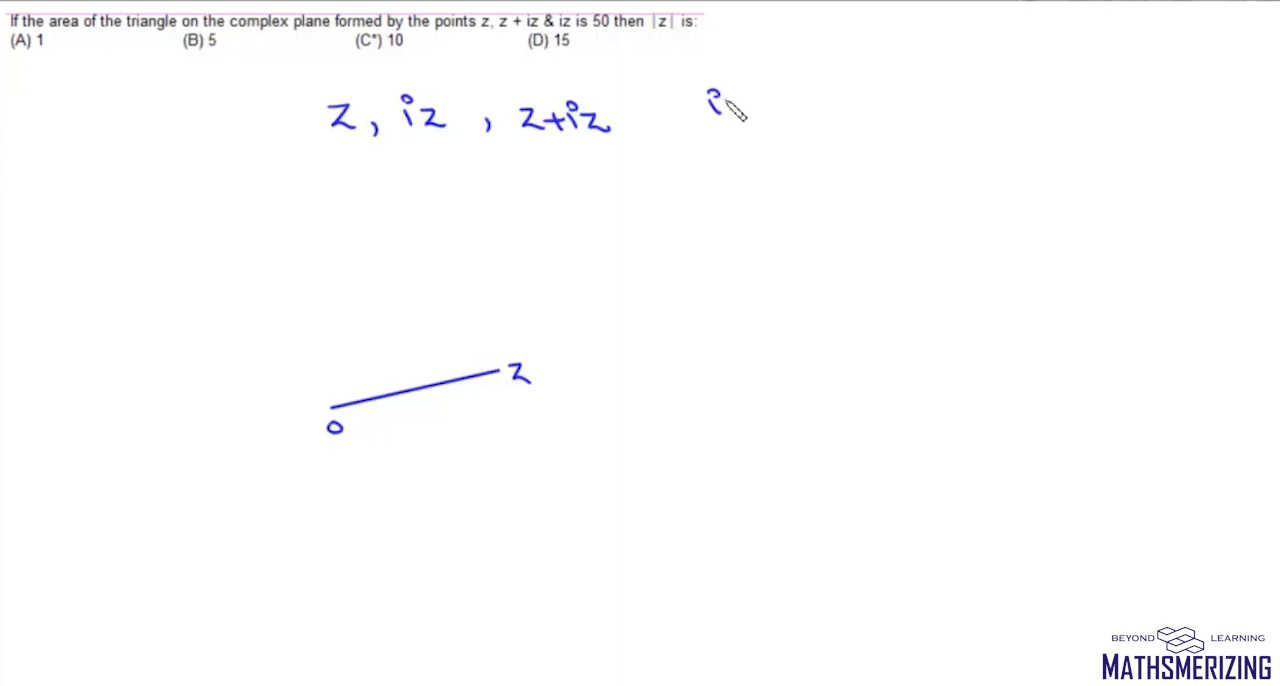 If the area of the triangle on the complex plane formed by the points z, z + iz & iz is 50 then |z| is:
(A) 1 (B) 5 (C*) 10 (D) 15
z, iz, z+iz i
z
0
BEYOND LEARNING
MATHSMERIZING